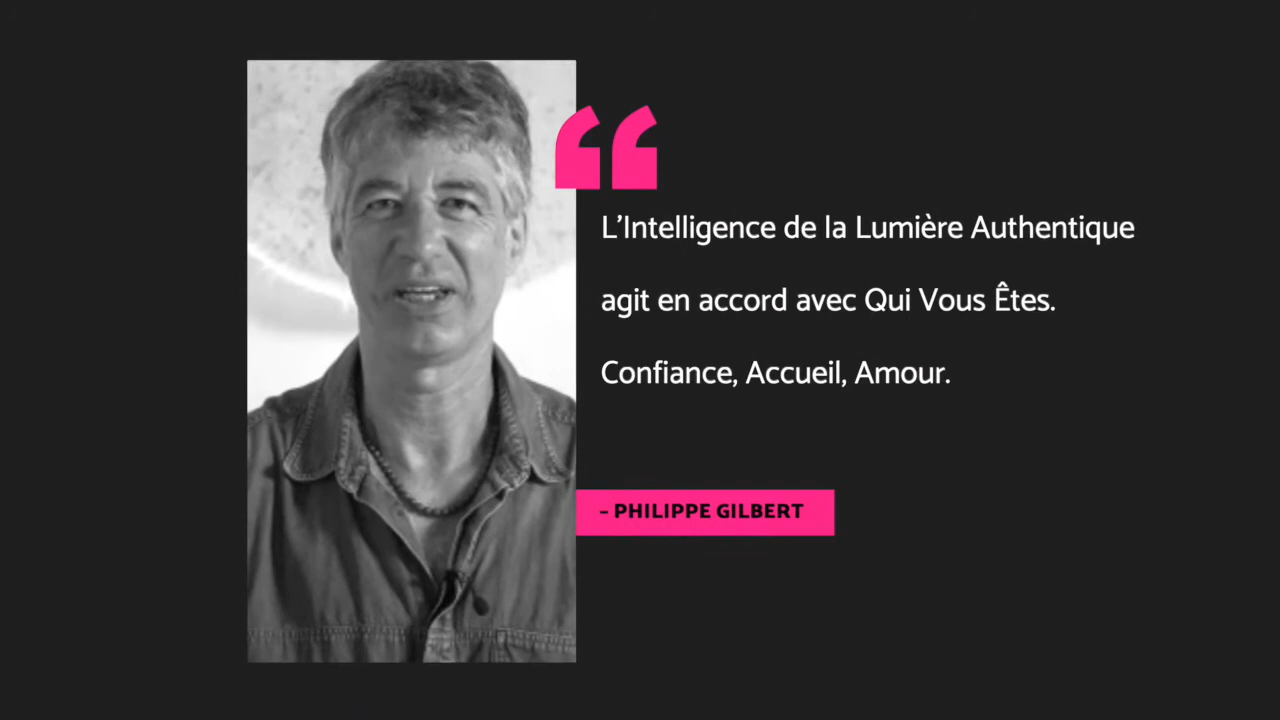 L’Intelligence de la Lumière Authentique
agit en accord avec Qui Vous Êtes.
Confiance, Accueil, Amour.
– PHILIPPE GILBERT